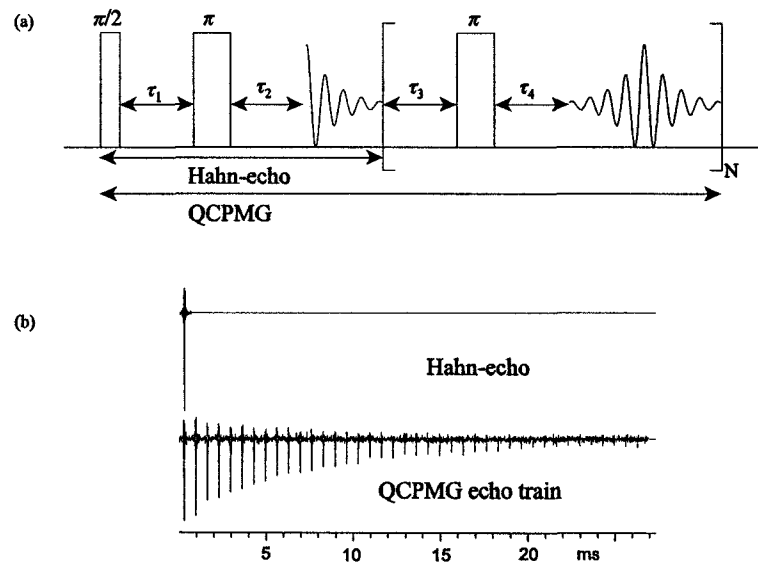 (a)
π/2 π π
τ1 τ2 τ3 τ4
N
Hahn-echo
QCPMG
(b)
Hahn-echo
QCPMG echo train
5 10 15 20 ms